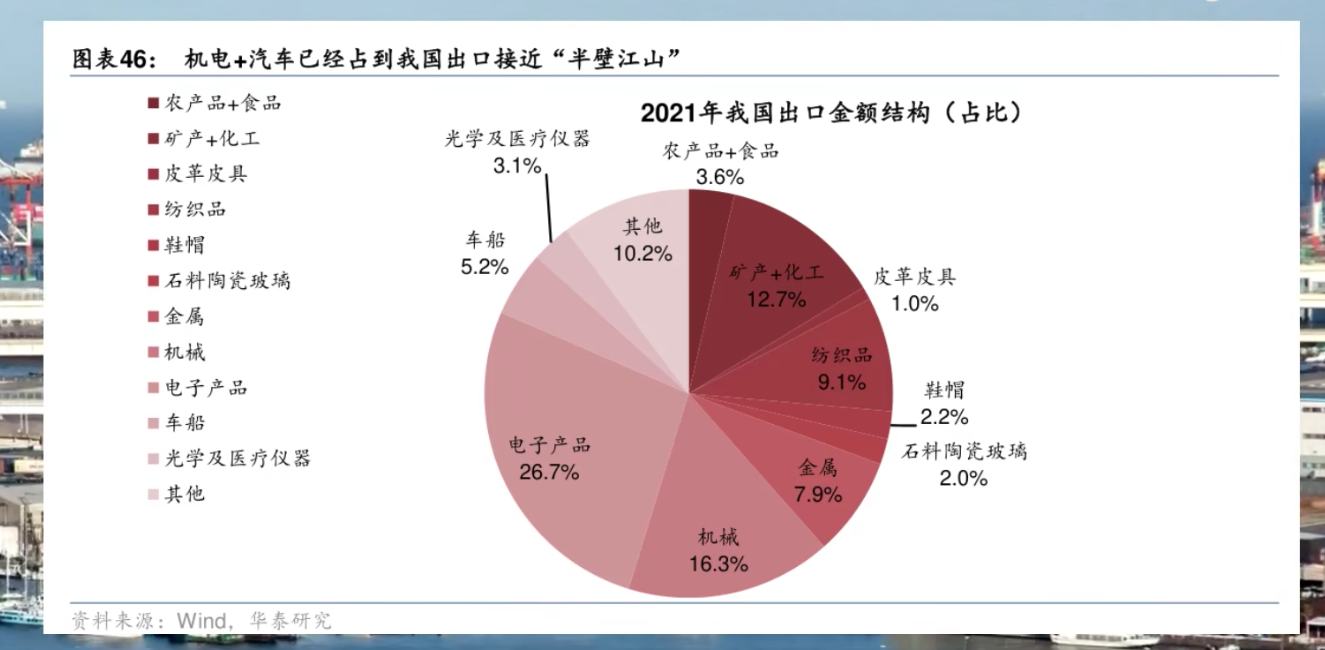 图表46： 机电+汽车已经占到我国出口接近“半壁江山”
农产品+食品
矿产+化工
皮革皮具
纺织品
鞋帽
石料陶瓷玻璃
金属
机械
电子产品
车船
光学及医疗仪器
其他
2021年我国出口金额结构（占比）
农产品+食品
3.6%
矿产+化工
12.7%
皮革皮具
1.0%
纺织品
9.1%
鞋帽
2.2%
石料陶瓷玻璃
2.0%
金属
7.9%
机械
16.3%
电子产品
26.7%
车船
5.2%
光学及医疗仪器
3.1%
其他
10.2%
资料来源：Wind，华泰研究